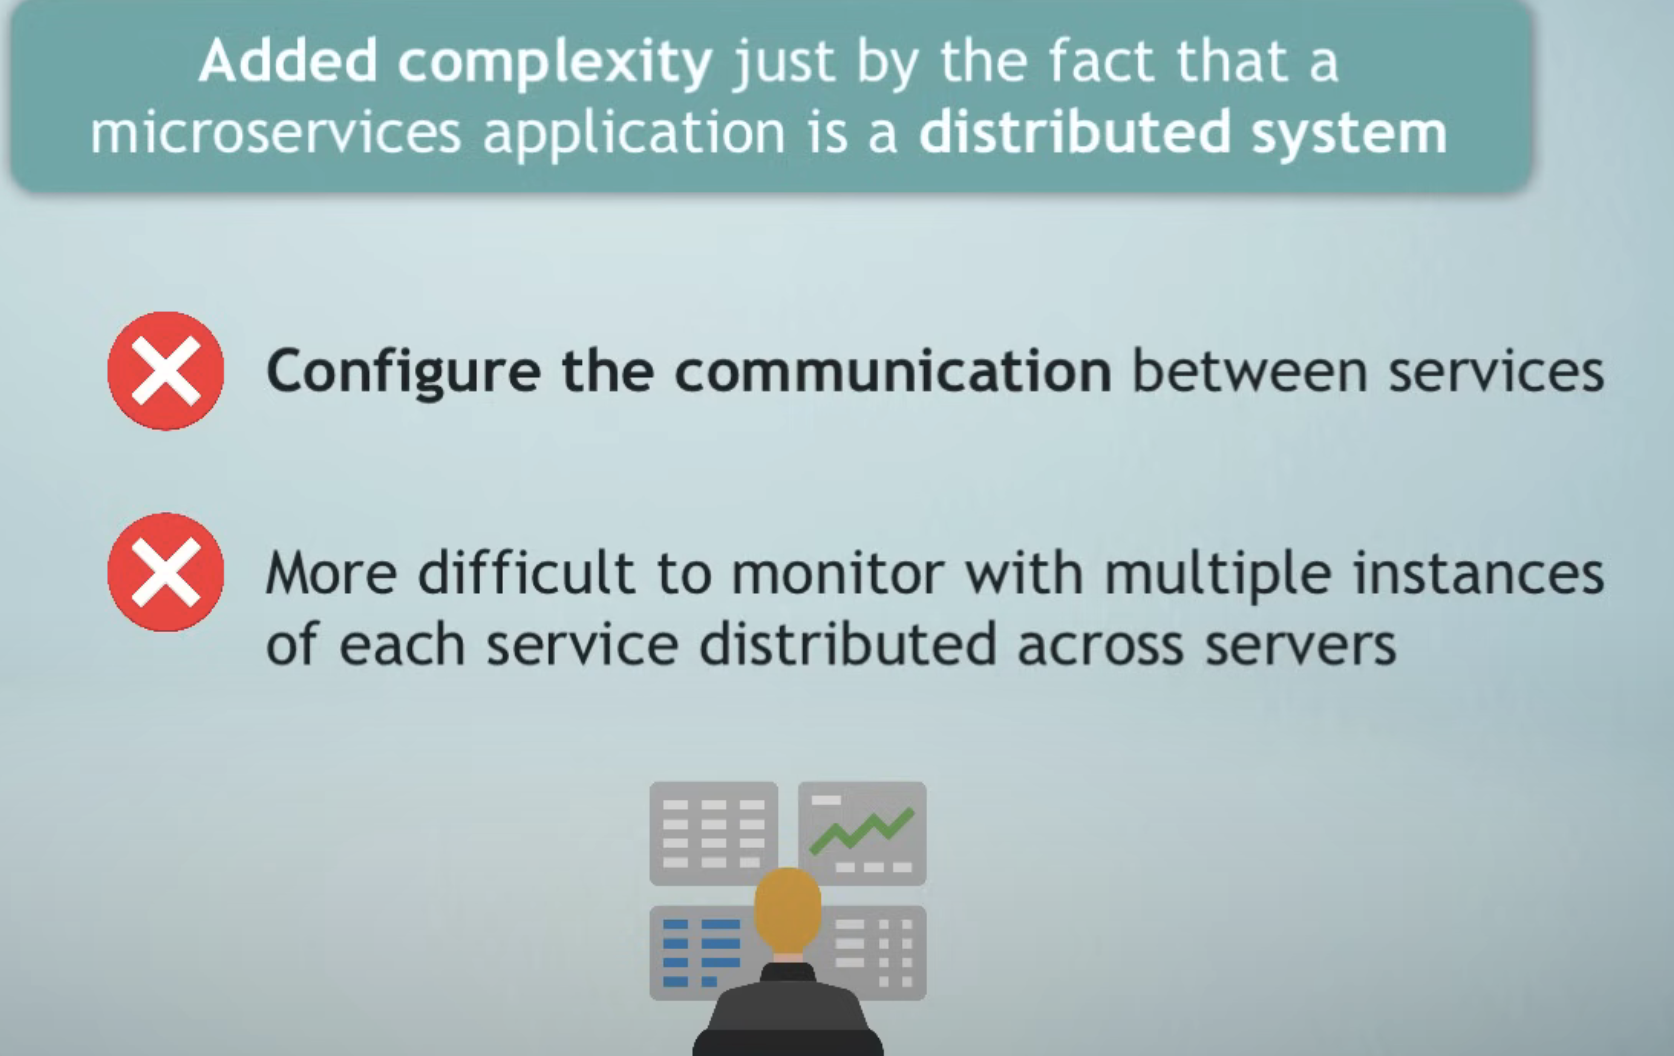 Added complexity just by the fact that a
microservices application is a distributed system
Configure the communication between services
More difficult to monitor with multiple instances
of each service distributed across servers